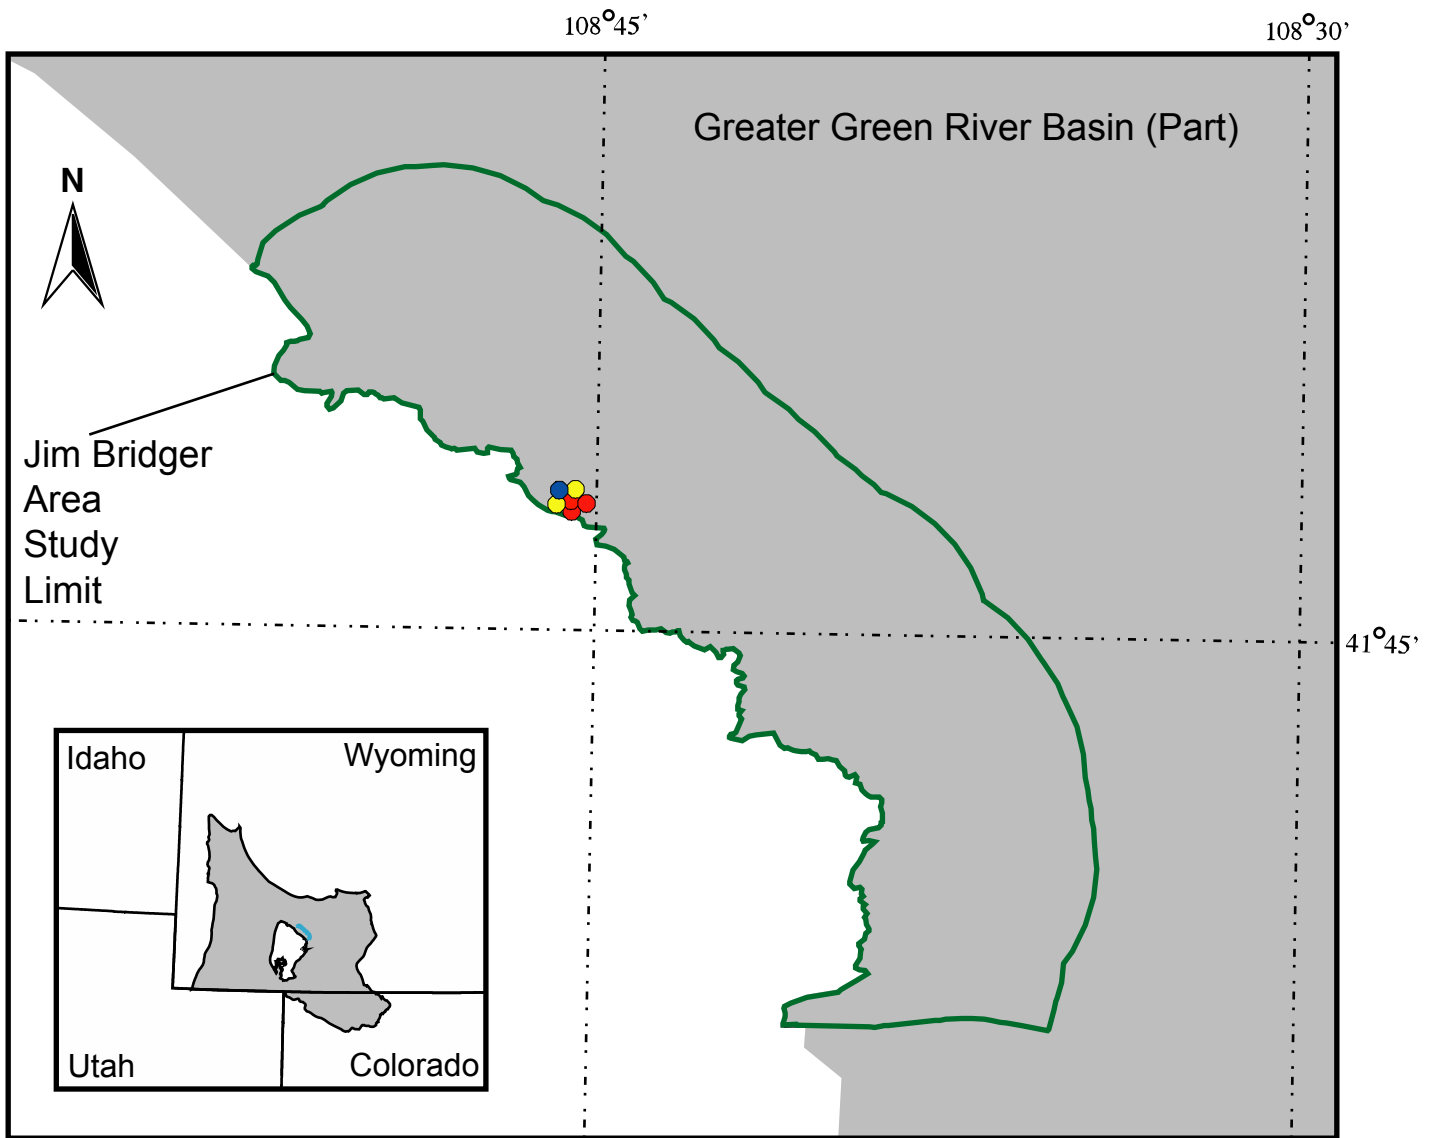 108°45’
108°30’
Greater Green River Basin (Part)
N
Jim Bridger
Area
Study
Limit
41°45’
Idaho
Wyoming
Utah
Colorado